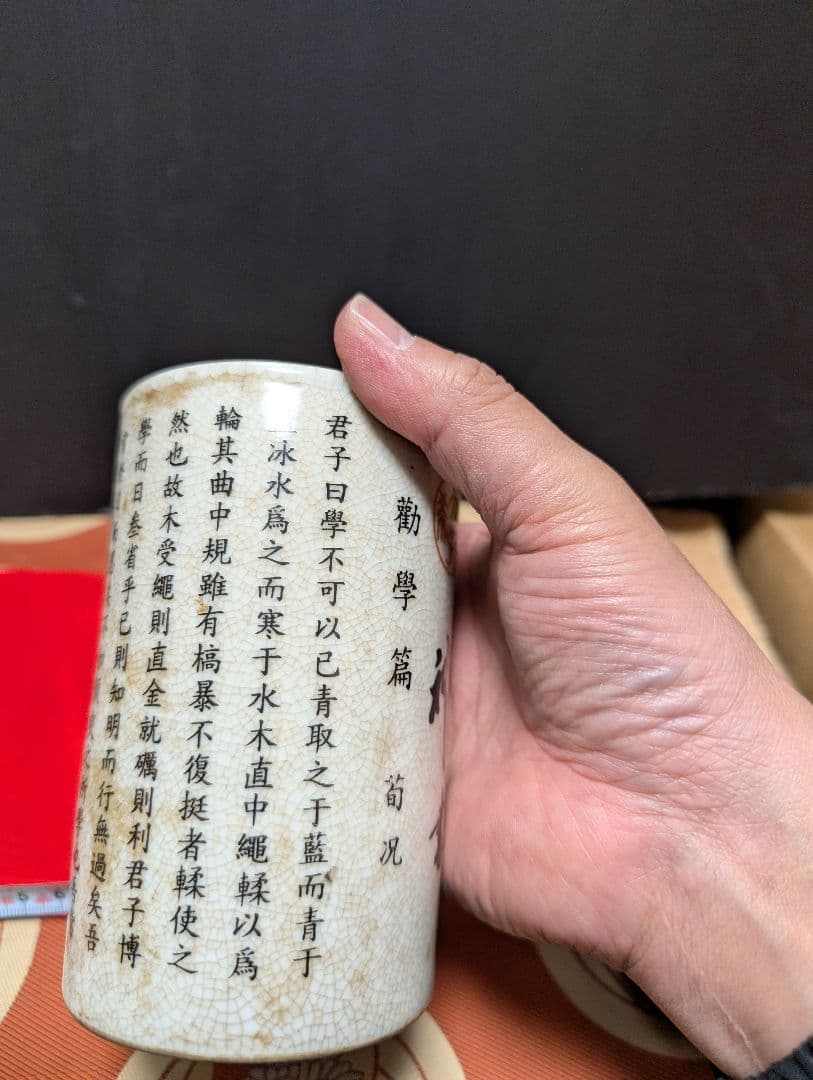 勸學篇 荀况
君子曰學不可以已青取之于藍而青于
冰水爲之而寒于水木直中繩輮以爲
輪其曲中規雖有槁暴不復挺者輮使之
然也故木受繩則直金就礪則利君子博
學而日叁省乎已則知明而行無過矣吾